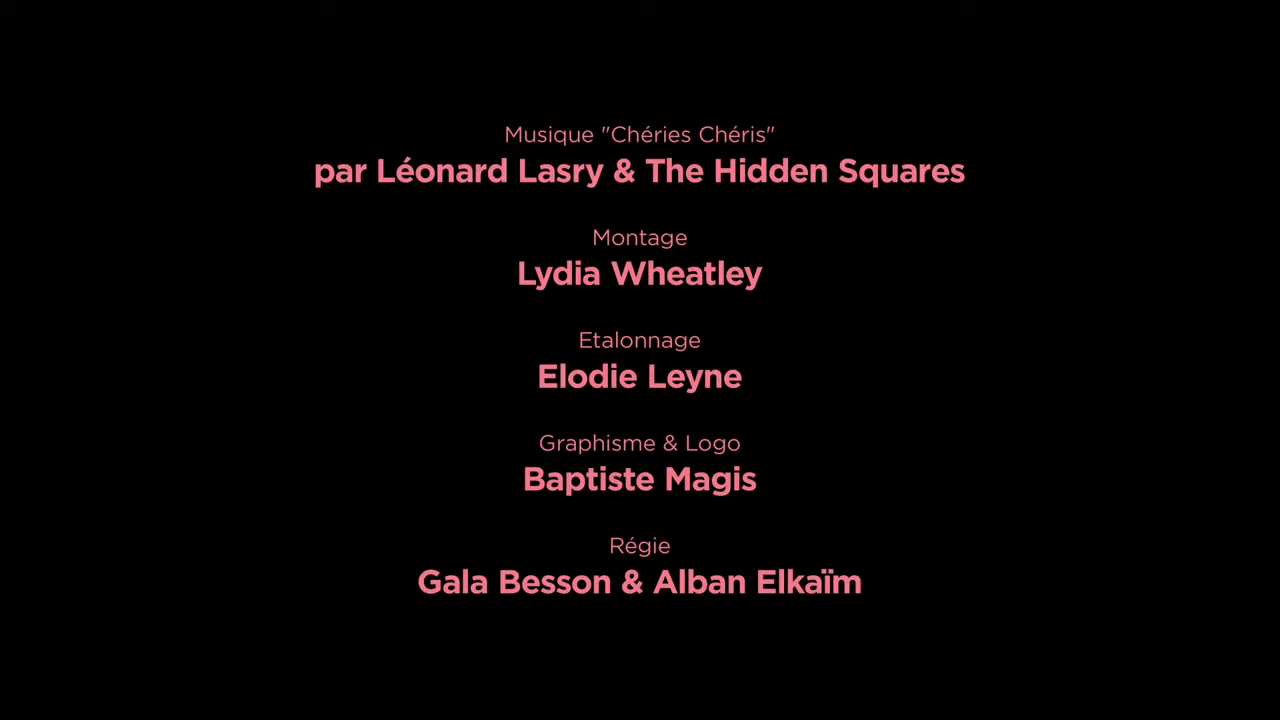 Musique "Chéries Chéris"
par Léonard Lasry & The Hidden Squares
Montage
Lydia Wheatley
Etalonnage
Elodie Leyne
Graphisme & Logo
Baptiste Magis
Régie
Gala Besson & Alban Elkaïm